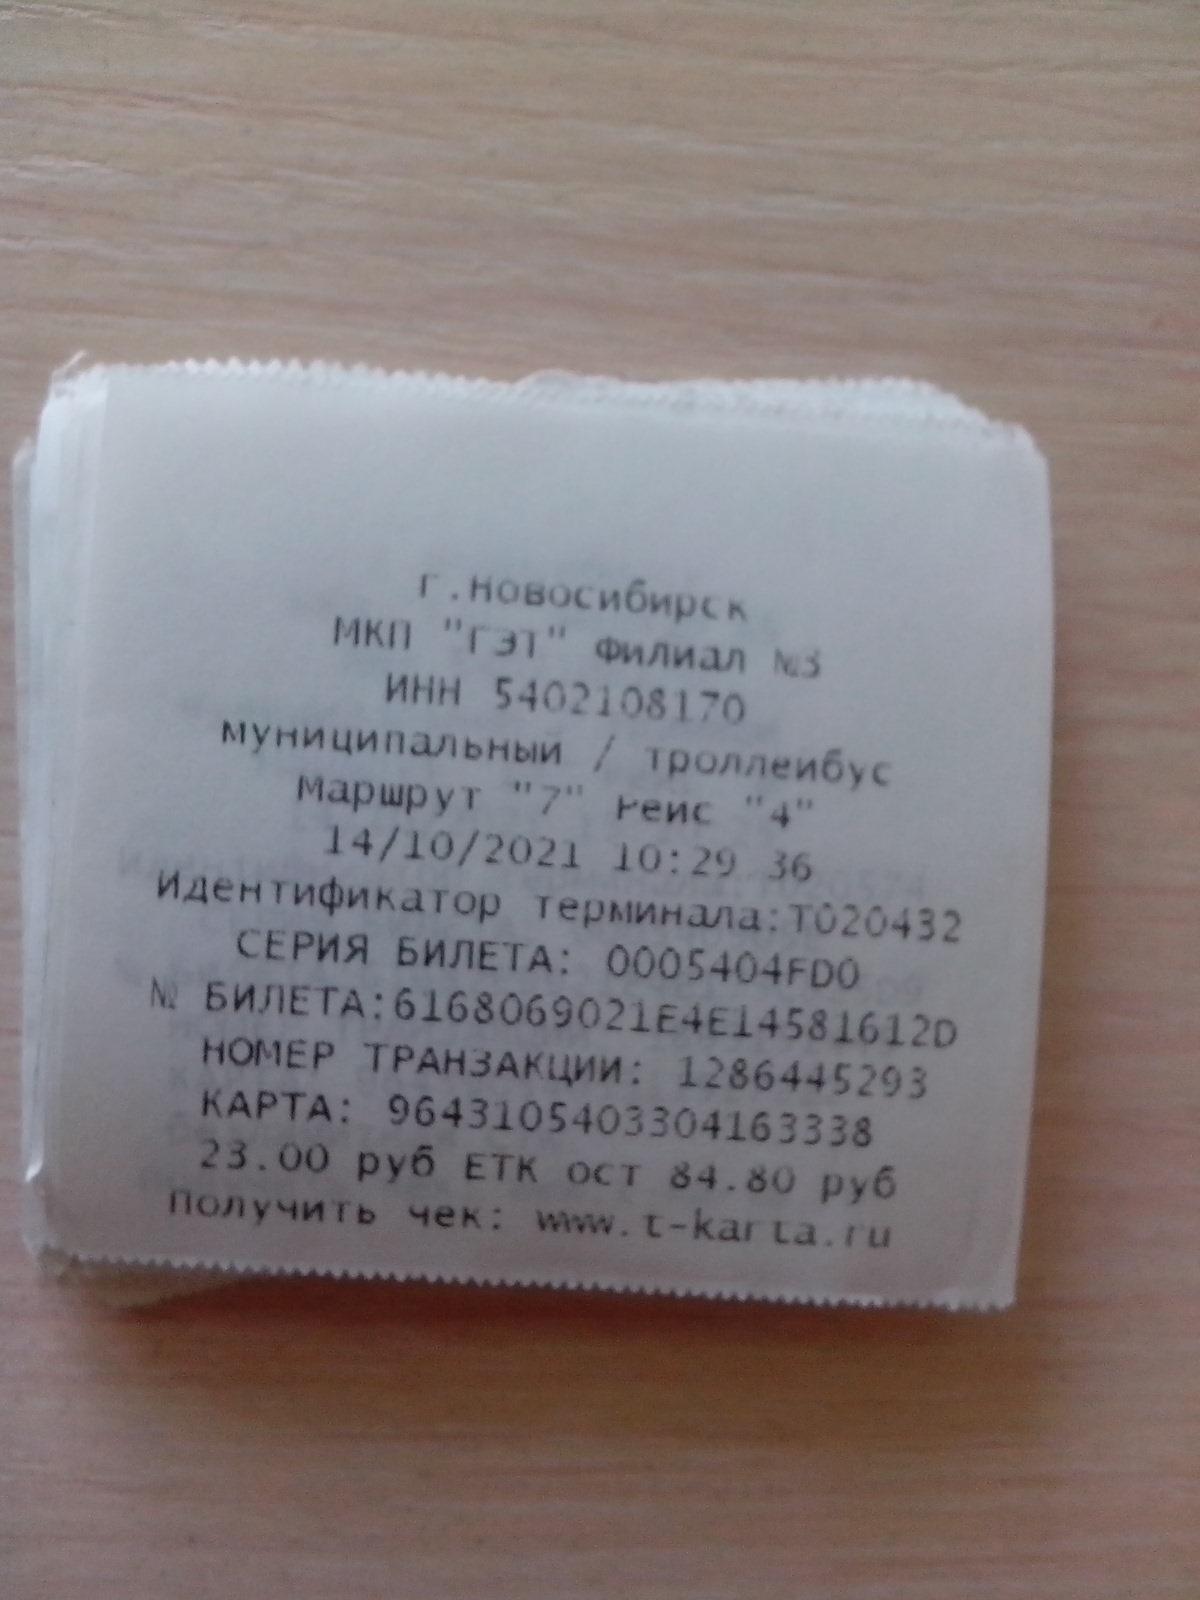 г.Новосибирск
МКП "ГЭТ" Филиал №3
ИНН 5402108170
муниципальный / троллейбус
Маршрут "7" Рейс "4"
14/10/2021 10:29 36
Идентификатор терминала:T020432
СЕРИЯ БИЛЕТА: 0005404FD0
№ БИЛЕТА:6168069021E4E14581612D
НОМЕР ТРАНЗАКЦИИ: 1286445293
КАРТА: 9643105403304163338
23.00 руб ЕТК ост 84.80 руб
Получить чек: www.t-karta.ru